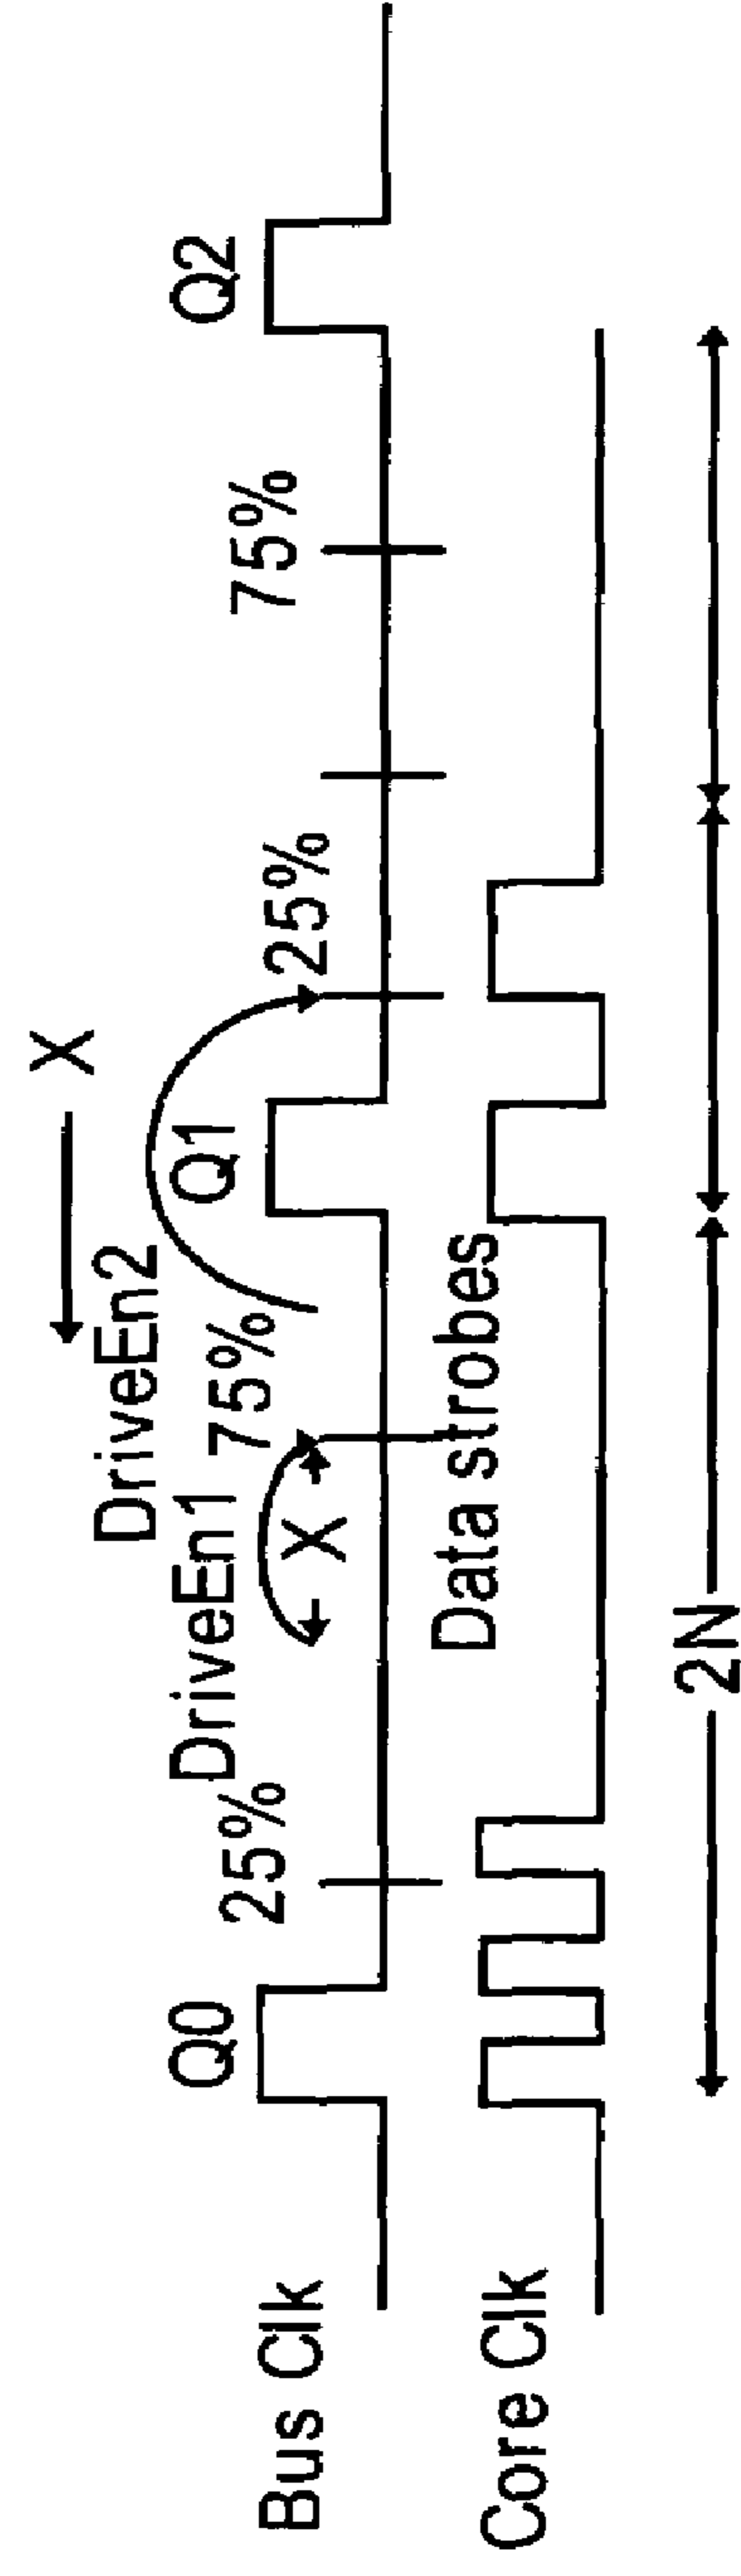 X
DriveEn2
Q0
DriveEn1
Q1
Q2
25%
75%
25%
75%
X
Bus Clk
Data strobes
Core Clk
2N